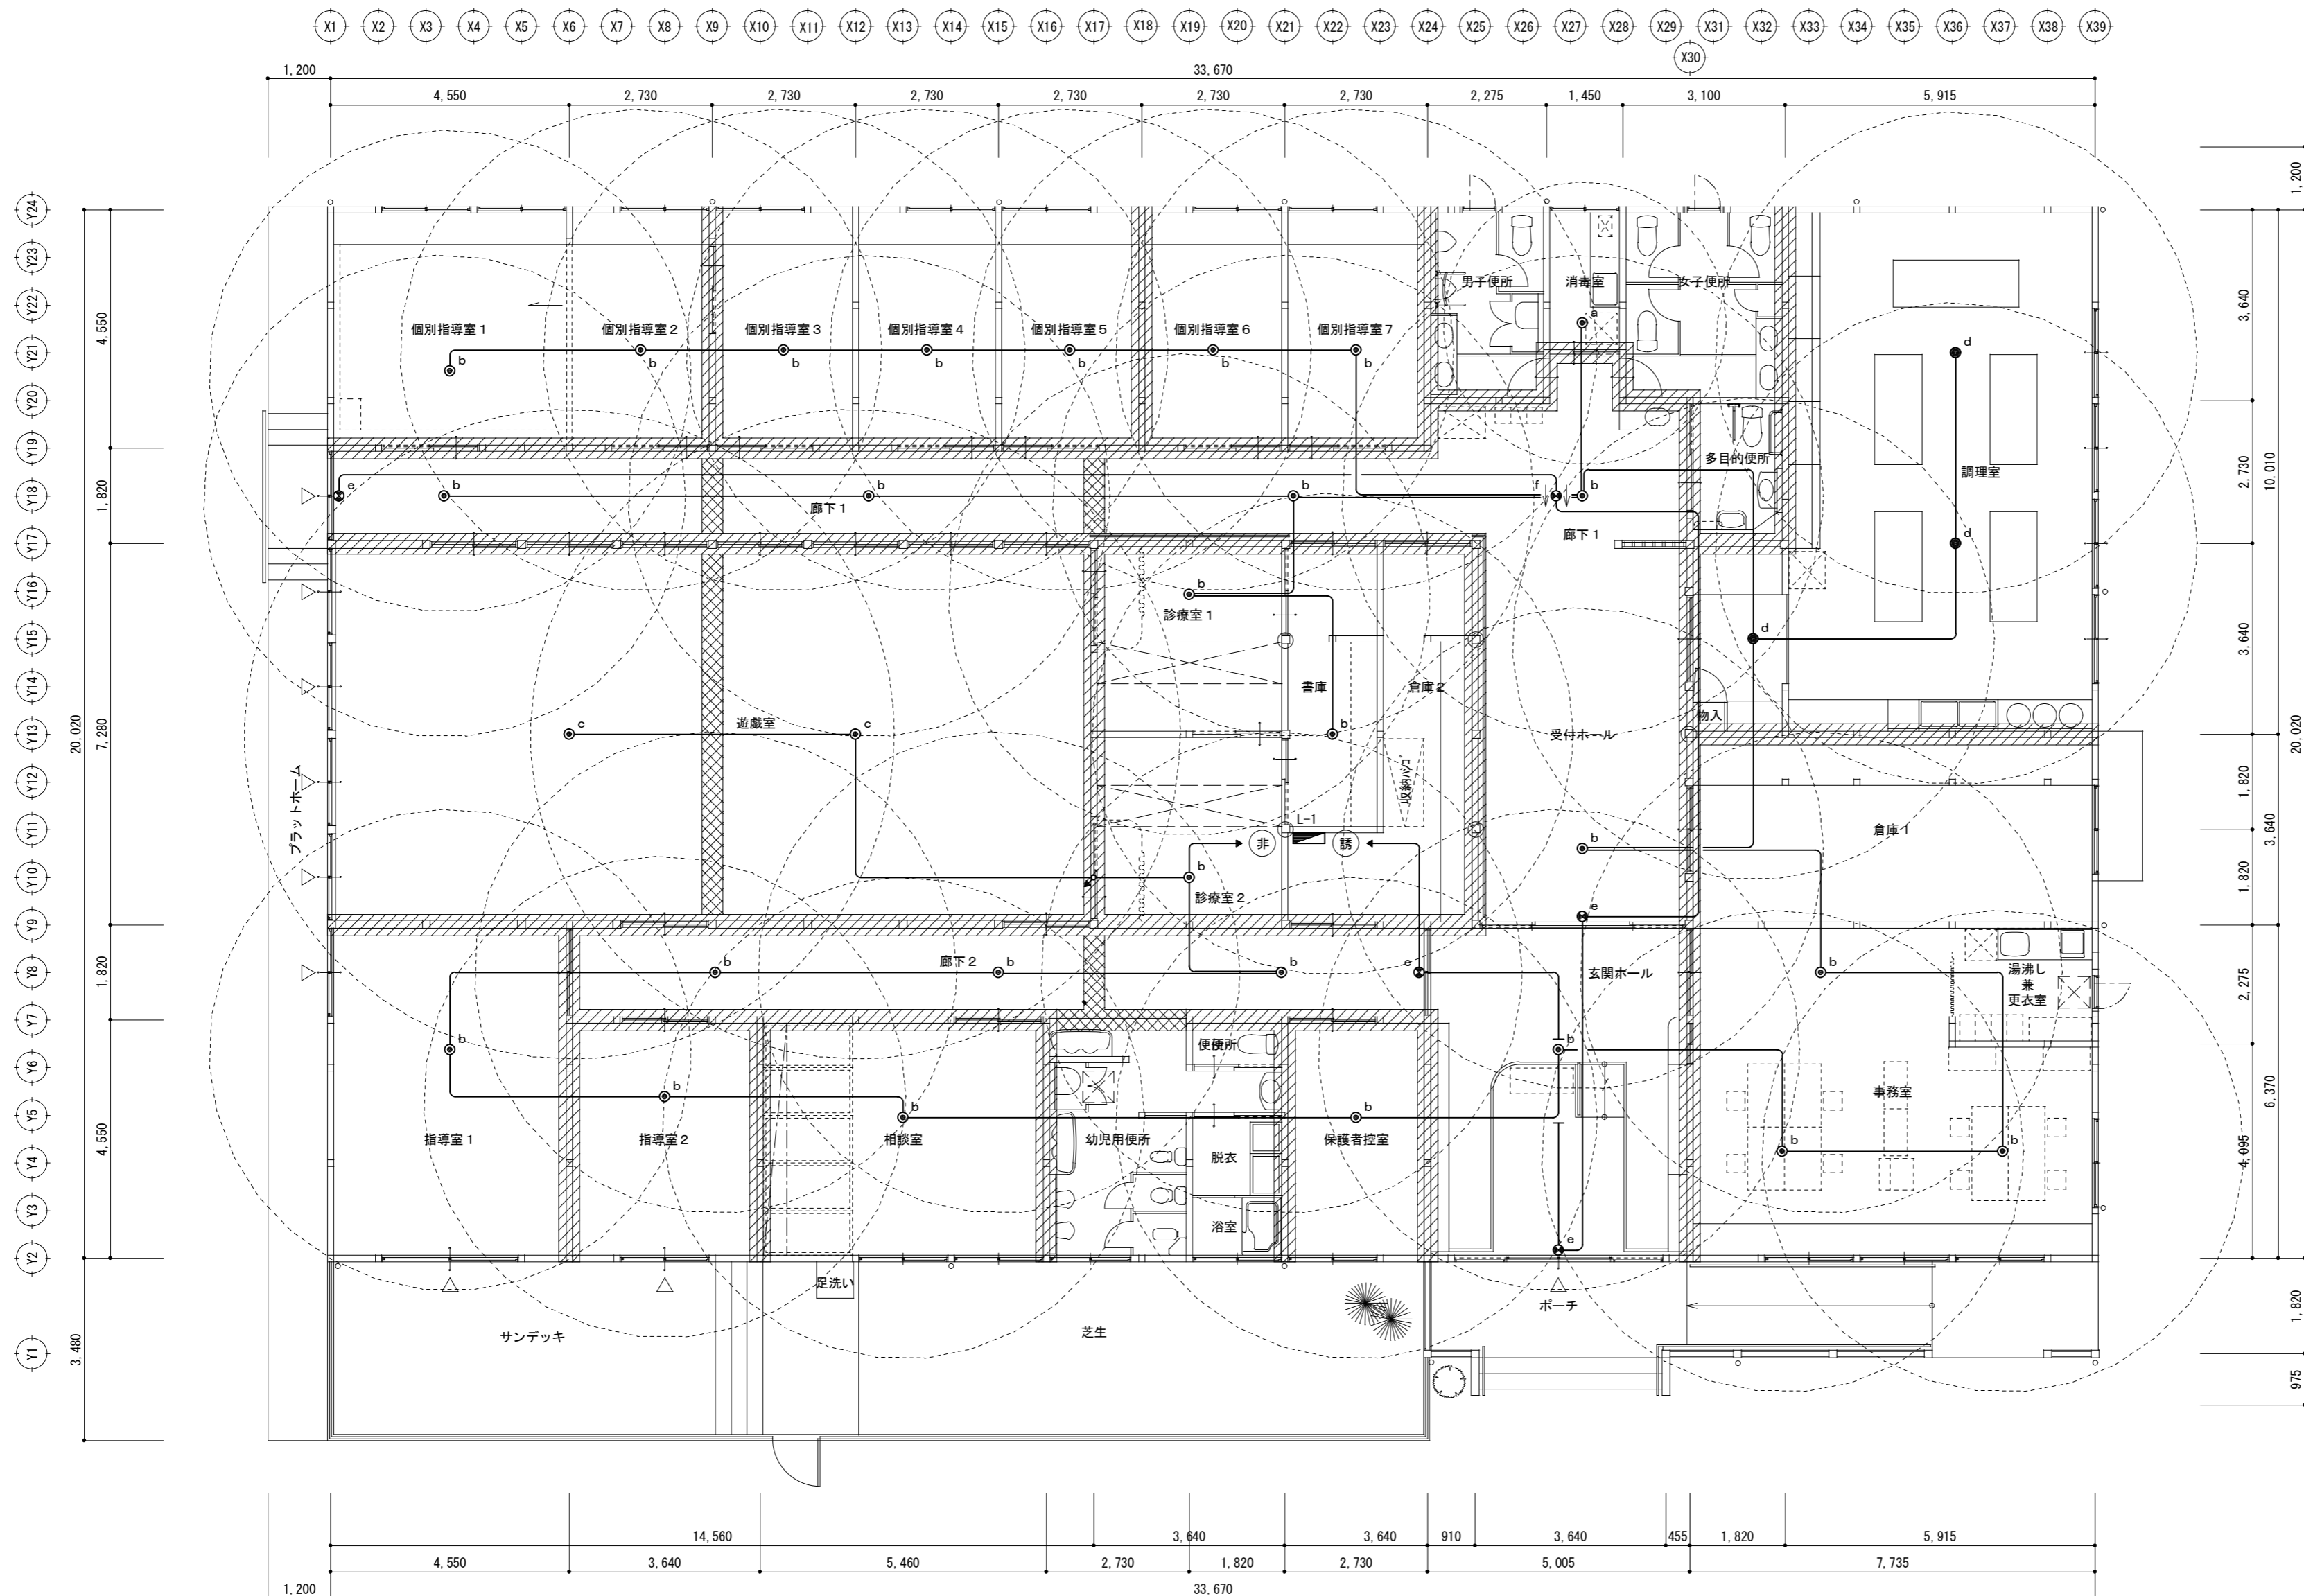 X1 X2 X3 X4 X5 X6 X7 X8 X9 X10 X11 X12 X13 X14 X15 X16 X17 X18 X19 X20 X21 X22 X23 X24 X25 X26 X27 X28 X29 X31 X32 X33 X34 X35 X36 X37 X38 X39
X30
1,200
33,670
4,550 2,730 2,730 2,730 2,730 2,730 2,730 2,275 1,450 3,100 5,915
Y24
Y23
Y22
Y21
Y20
Y19
Y18
Y17
Y16
Y15
Y14
Y13
Y12
Y11
Y10
Y9
Y8
Y7
Y6
Y5
Y4
Y3
Y2
Y1
20,020
3,480
4,550
1,820
7,280
1,820
4,550
男子便所 消毒室 女子便所
a
個別指導室1 個別指導室2 個別指導室3 個別指導室4 個別指導室5 個別指導室6 個別指導室7
b b b b b b b
d
多目的便所
調理室
e b b b f b
廊下1
廊下1
d
b
診療室1
d
書庫
倉庫2
物入
c 遊戯室 c
b
受付ホール
プラットホーム
収納ハシゴ
L-1
非 誘
倉庫1
b
b
診療室2
e
廊下2
b b b e
玄関ホール
b
湯沸し
兼
更衣室
b
便所
b
事務室
b
b
b
指導室1 指導室2 相談室 幼児用便所 保護者控室
b b
脱衣
浴室
e
足洗い
ポーチ
サンデッキ
芝生
1,200
3,640
2,730
3,640
1,820
1,820
2,275
4,095
10,010
3,640
6,370
20,020
1,820
975
14,560 3,640 3,640 910 3,640 455 1,820 5,915
4,550 3,640 5,460 2,730 1,820 2,730 5,005 7,735
1,200
33,670